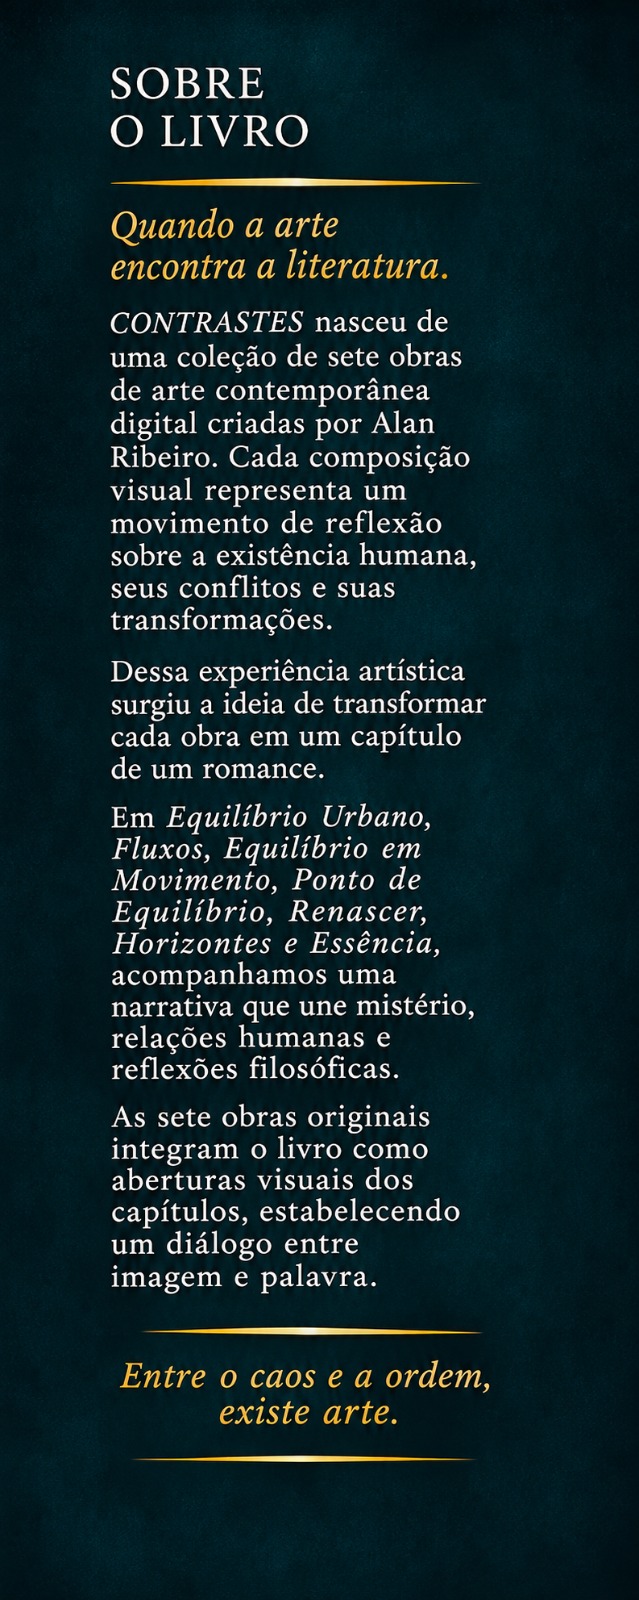 SOBRE
O LIVRO
Quando a arte
encontra a literatura.
CONTRASTES nasceu de
uma coleção de sete obras
de arte contemporânea
digital criadas por Alan
Ribeiro. Cada composição
visual representa um
movimento de reflexão
sobre a existência humana,
seus conflitos e suas
transformações.
Dessa experiência artística
surgiu a ideia de transformar
cada obra em um capítulo
de um romance.
Em Equilíbrio Urbano,
Fluxos, Equilíbrio em
Movimento, Ponto de
Equilíbrio, Renascer,
Horizontes e Essência,
acompanhamos uma
narrativa que une mistério,
relações humanas e
reflexões filosóficas.
As sete obras originais
integram o livro como
aberturas visuais dos
capítulos, estabelecendo
um diálogo entre
imagem e palavra.
Entre o caos e a ordem,
existe arte.